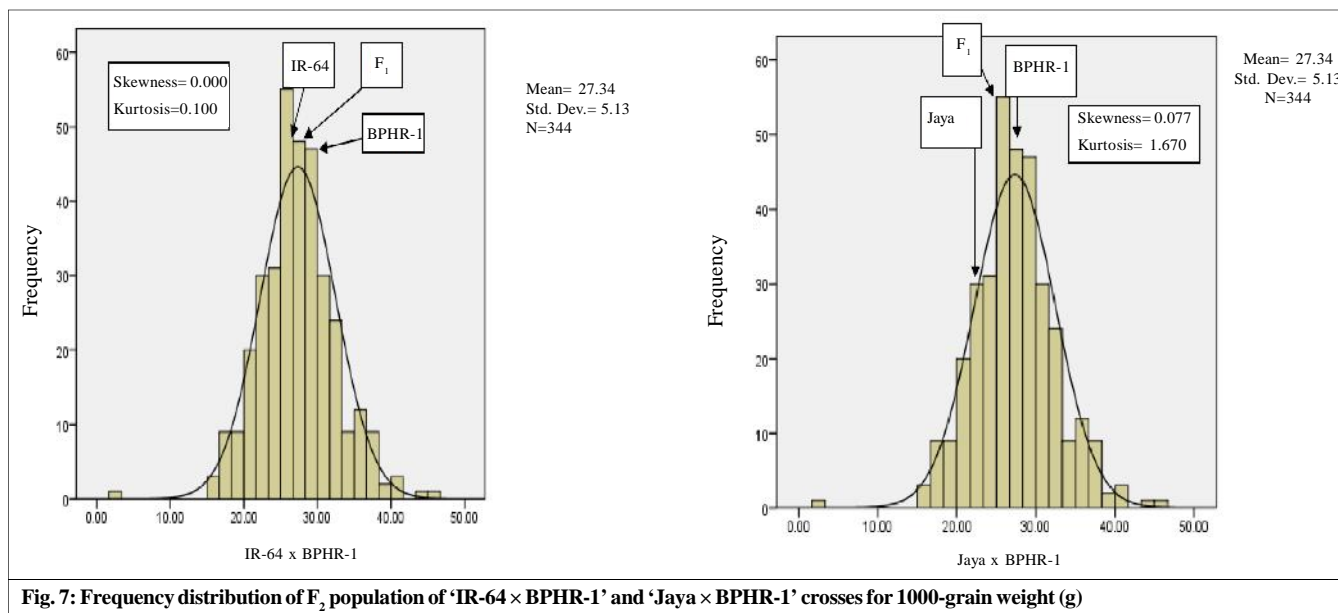 Skewness= 0.000
Kurtosis=0.100
IR-64
F₁
BPHR-1
Mean= 27.34
Std. Dev.= 5.13
N=344
Frequency
60
50
40
30
20
10
0
0.00 10.00 20.00 30.00 40.00 50.00
IR-64 x BPHR-1
F₁
BPHR-1
Jaya
Skewness= 0.077
Kurtosis= 1.670
Mean= 27.34
Std. Dev.= 5.13
N=344
Frequency
60
50
40
30
20
10
0
0.00 10.00 20.00 30.00 40.00 50.00
Jaya x BPHR-1
Fig. 7: Frequency distribution of F₂ population of ‘IR-64 × BPHR-1’ and ‘Jaya × BPHR-1’ crosses for 1000-grain weight (g)